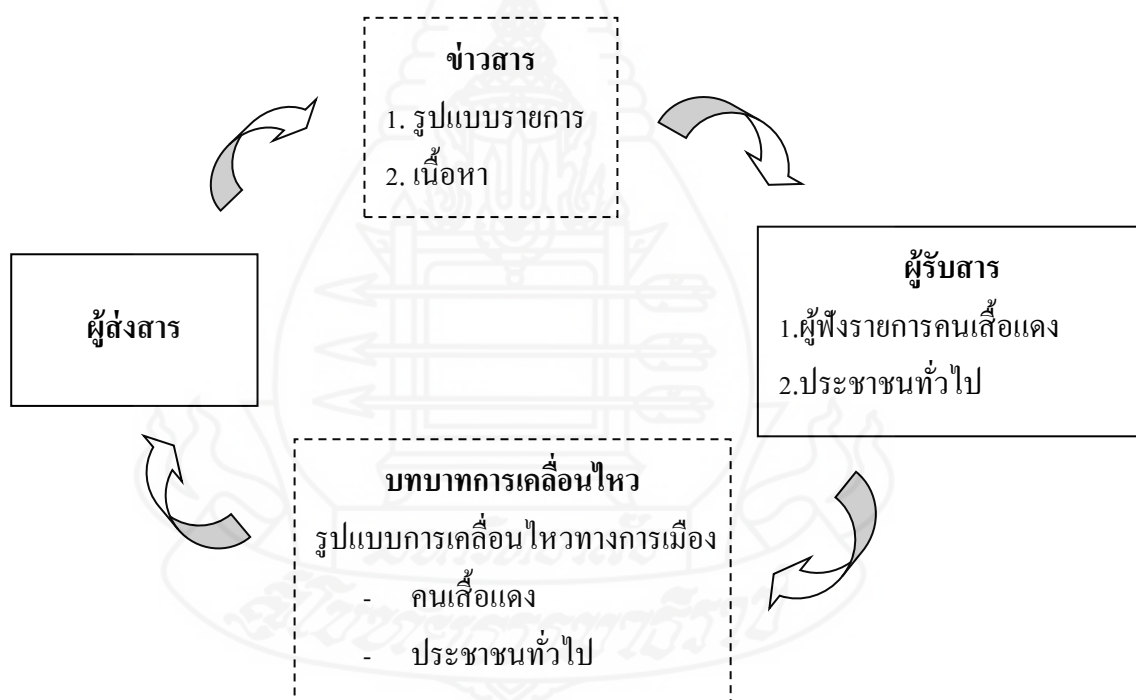 ข่าวสาร
1. รูปแบบรายการ
2. เนื้อหา
ผู้ส่งสาร
ผู้รับสาร
1.ผู้ฟังรายการคนเสื้อแดง
2.ประชาชนทั่วไป
บทบาทการเคลื่อนไหว
รูปแบบการเคลื่อนไหวทางการเมือง
- คนเสื้อแดง
- ประชาชนทั่วไป